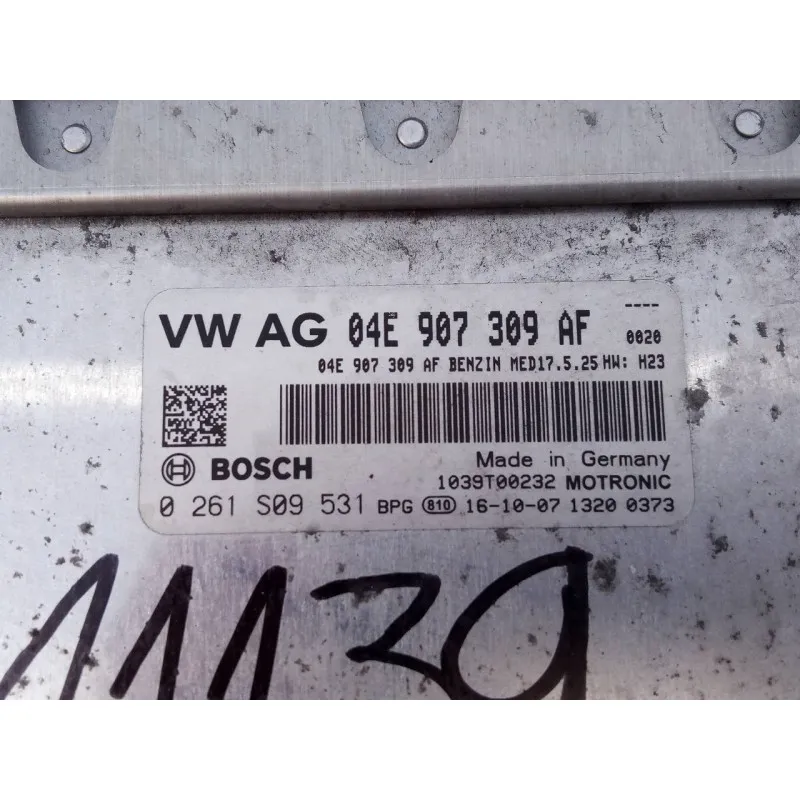 ----
VW AG 04E 907 309 AF 0020
04E 907 309 AF BENZIN MED17.5.25 HW: H23
BOSCH Made in Germany
1039T00232 MOTRONIC
0 261 S09 531 BPG 810 16-10-07 1320 0373
11139